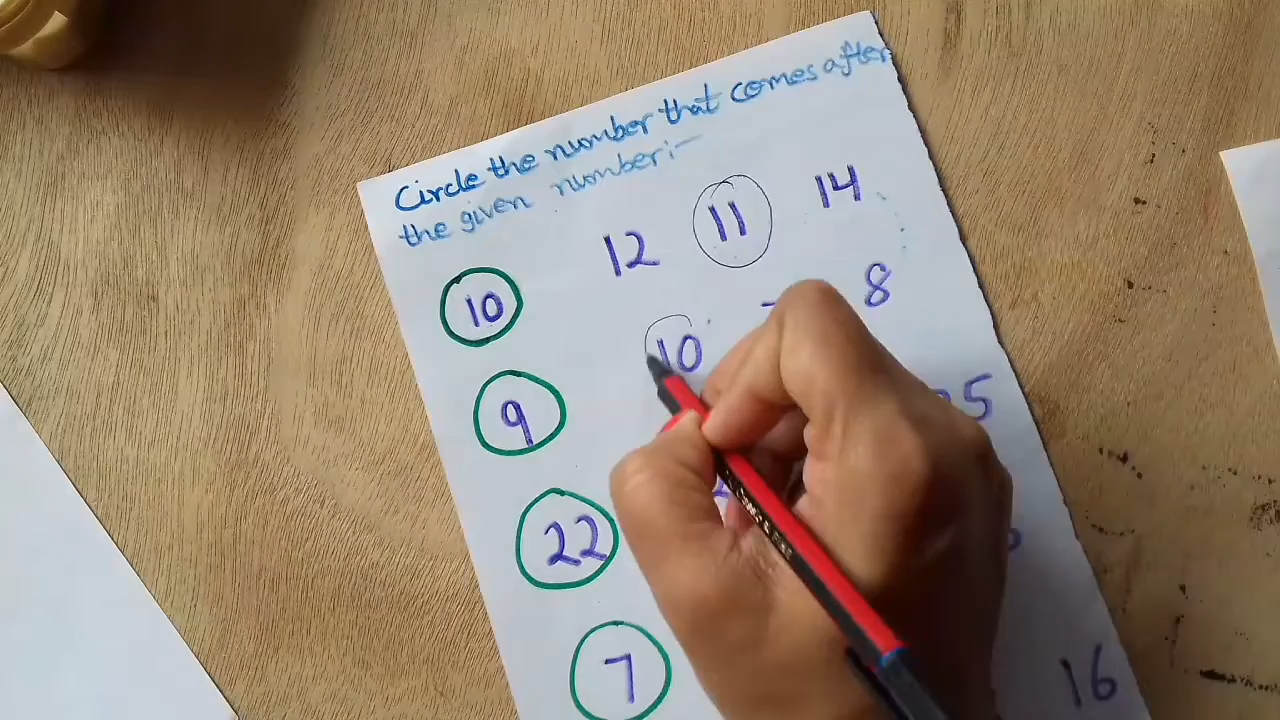 Circle the number that comes after
the given number:-
10 12 11 14
9 10 8
22
7 16